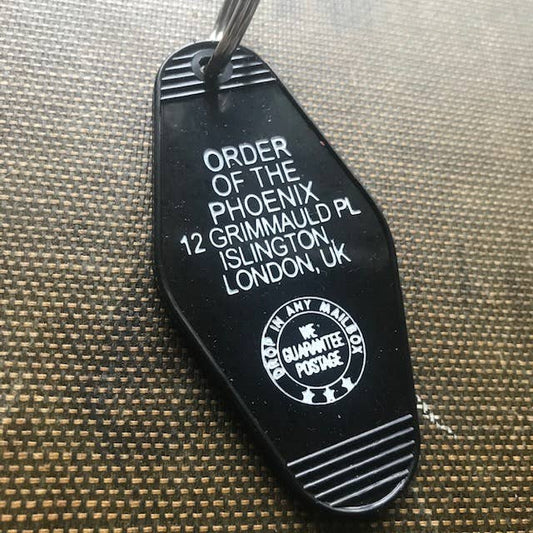 ORDER
OF THE
PHOENIX
12 GRIMMAULD PL
ISLINGTON,
LONDON, UK
DROP IN ANY MAILBOX
WE
GUARANTEE
POSTAGE